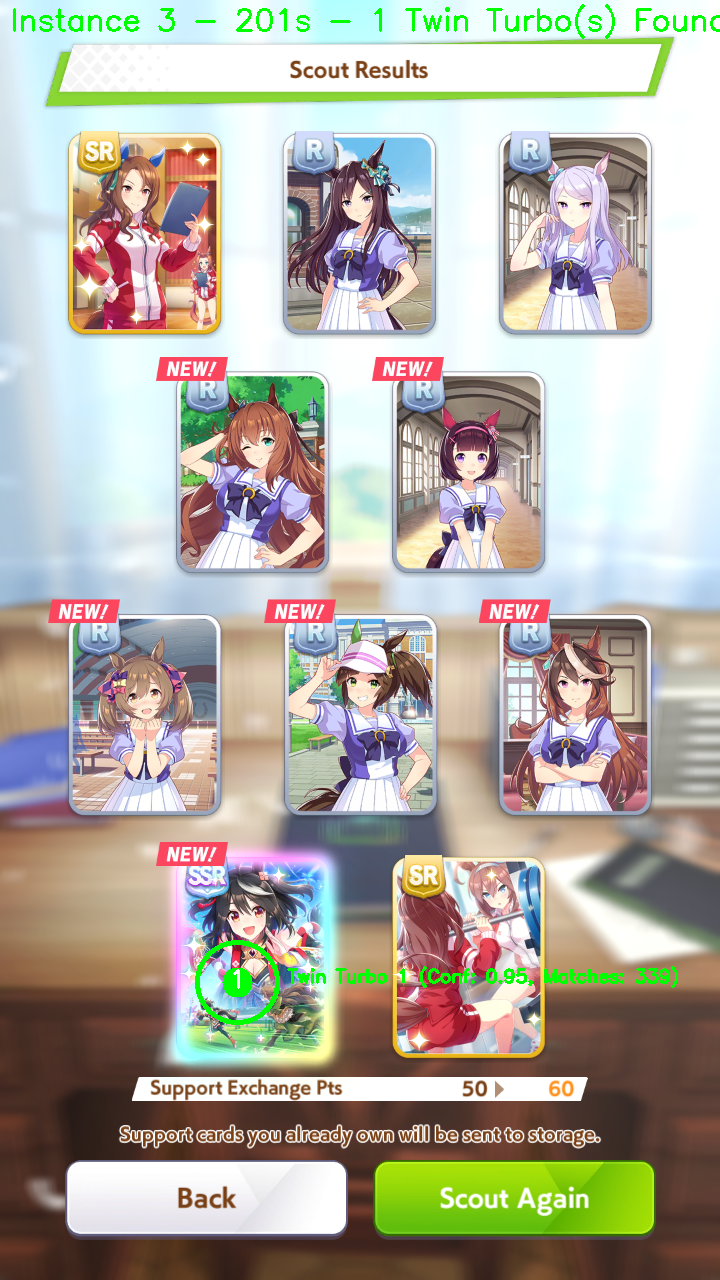 Instance 3 - 201s - 1 Twin Turbo(s) Found
Scout Results
SR
R
R
NEW!
R
NEW!
R
NEW!
R
NEW!
R
NEW!
R
NEW!
SSR
SR
1
Twin Turbo 1 (Conf: 0.95, Matches: 339)
Support Exchange Pts 50 60
Support cards you already own will be sent to storage.
Back
Scout Again